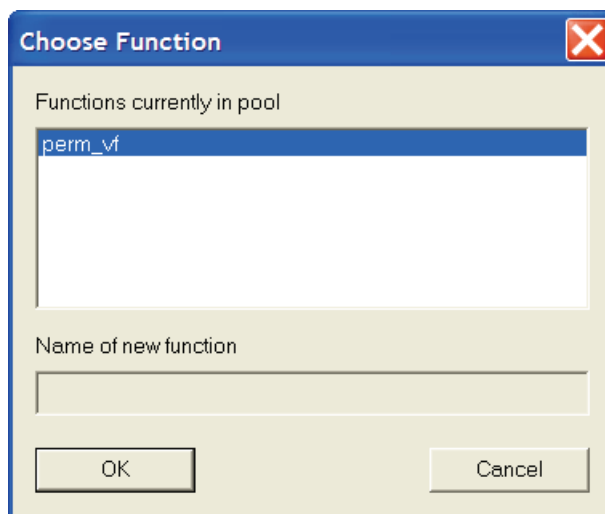 Choose Function
Functions currently in pool
perm_vf
Name of new function
OK
Cancel